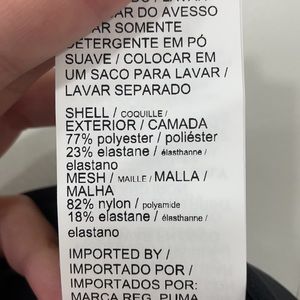 LAVAR DO AVESSO
LAVAR SOMENTE
DETERGENTE EM PÓ
SUAVE / COLOCAR EM
UM SACO PARA LAVAR /
LAVAR SEPARADO
SHELL / COQUILLE /
EXTERIOR / CAMADA
77% polyester / poliéster
23% elastane / élasthanne /
elastano
MESH / MAILLE / MALLA /
MALHA
82% nylon / polyamide
18% elastane / élasthanne /
elastano
IMPORTED BY /
IMPORTADO POR /
IMPORTADOS POR:
MARCA REG. PUMA